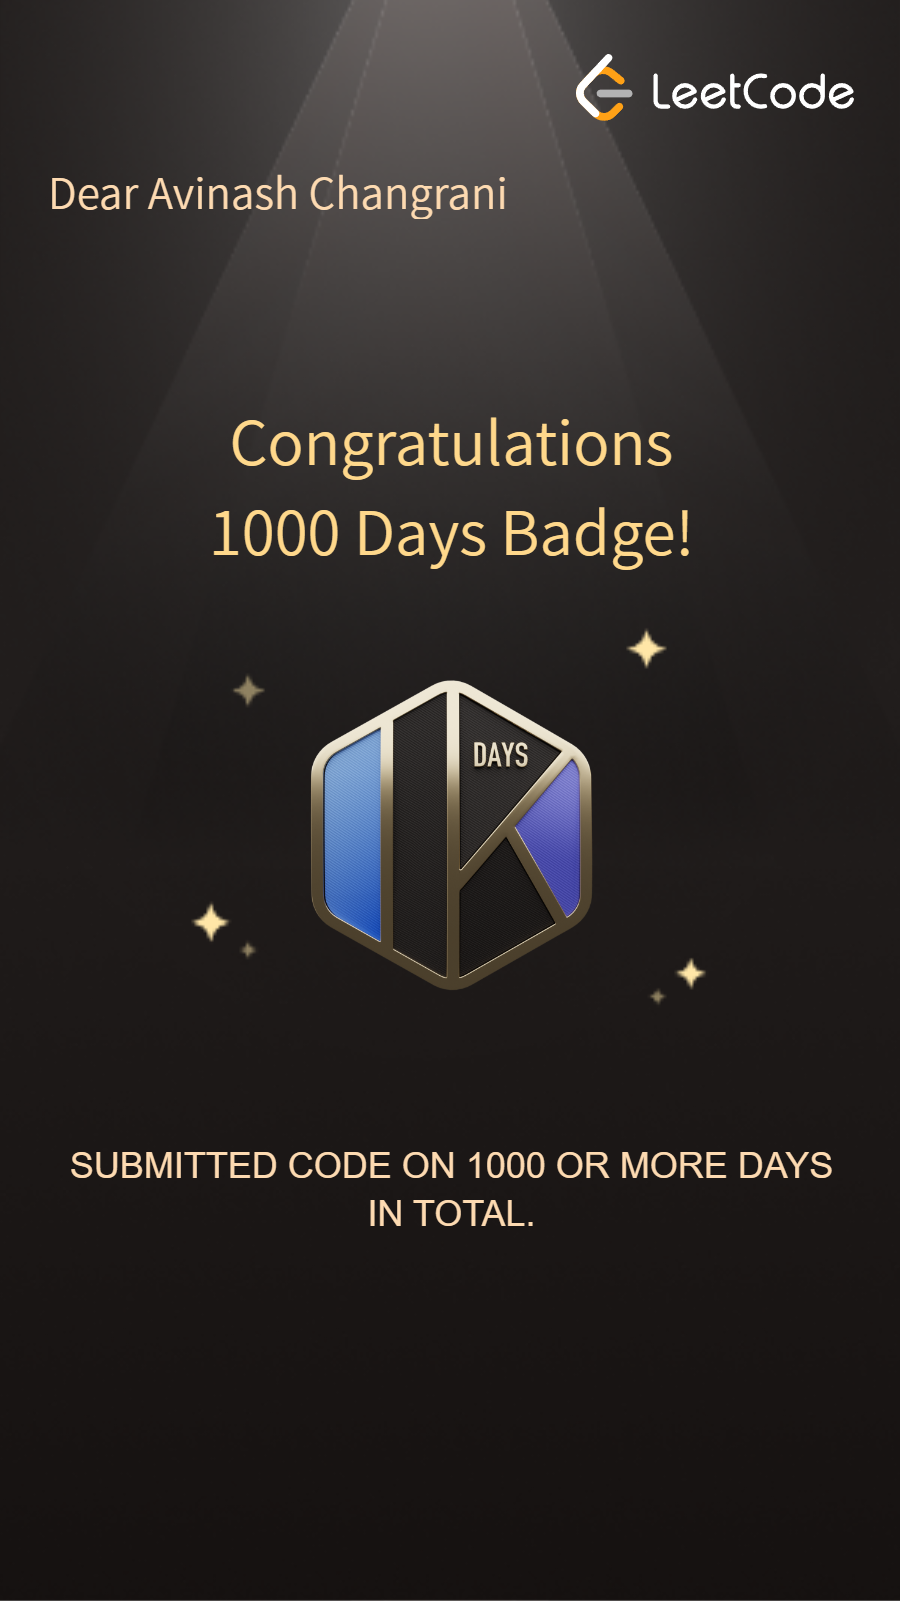 LeetCode
Dear Avinash Changrani
Congratulations
1000 Days Badge!
DAYS
SUBMITTED CODE ON 1000 OR MORE DAYS
IN TOTAL.